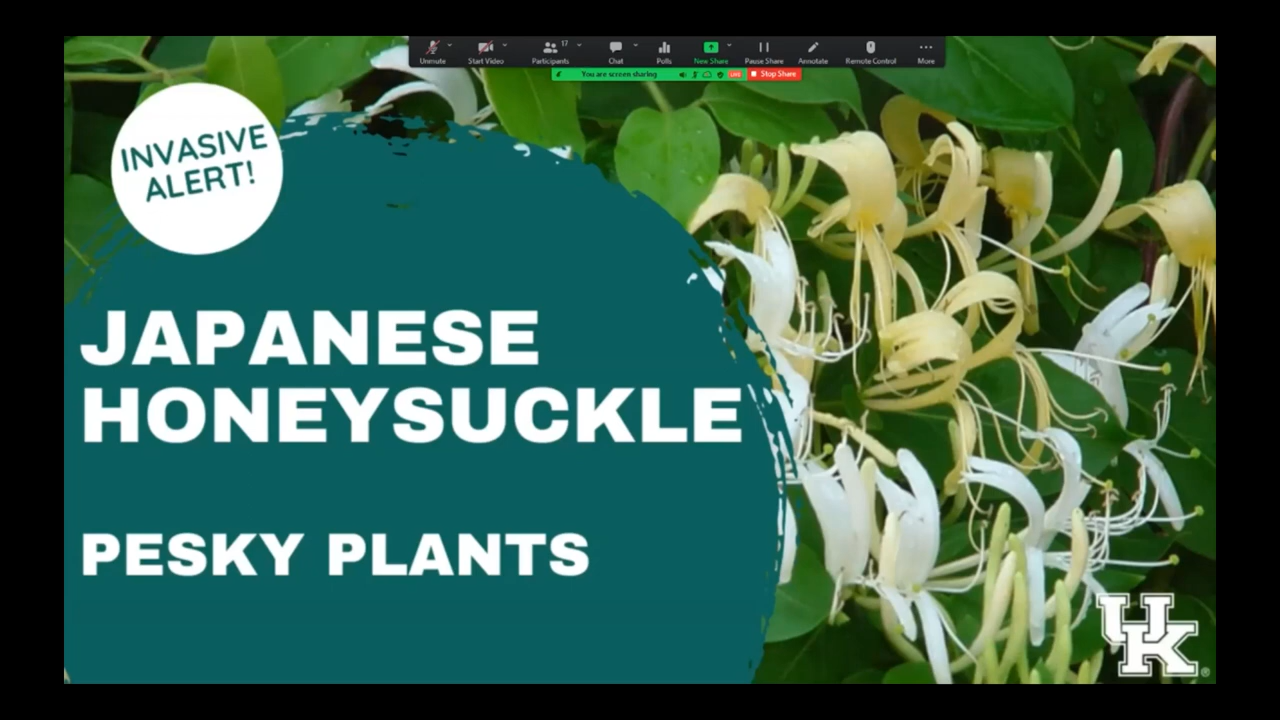 17
Unmute Start Video Participants Chat Polls New Share Pause Share Annotate Remote Control More
You are screen sharing LIVE Stop Share
INVASIVE
ALERT!
JAPANESE
HONEYSUCKLE
PESKY PLANTS
UK
®